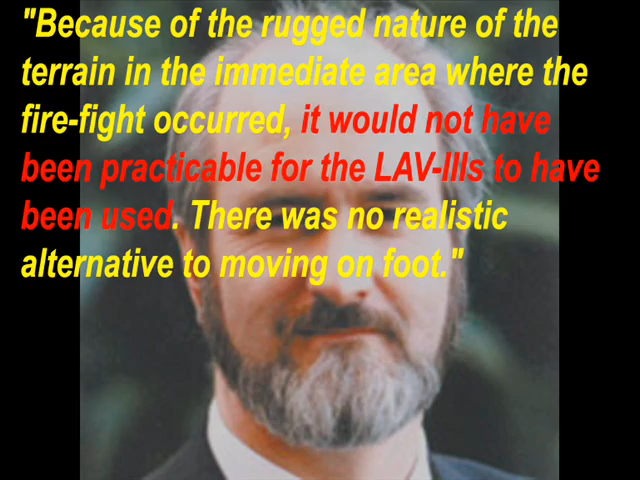 "Because of the rugged nature of the
terrain in the immediate area where the
fire-fight occurred, it would not have
been practicable for the LAV-IIIs to have
been used. There was no realistic
alternative to moving on foot."